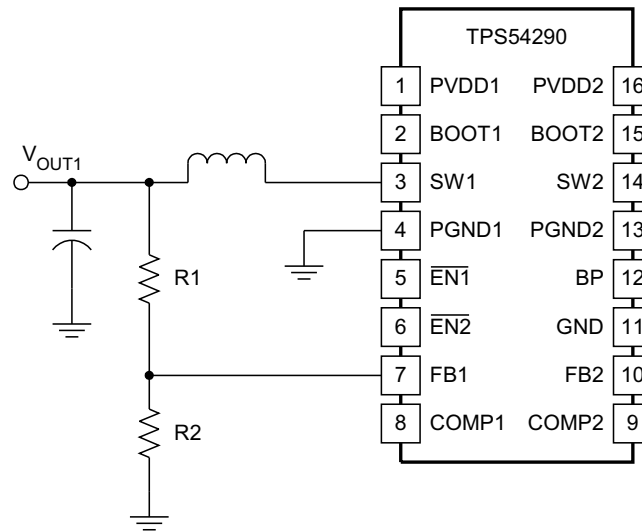 TPS54290
1 PVDD1 PVDD2 16
2 BOOT1 BOOT2 15
VOUT1
3 SW1 SW2 14
4 PGND1 PGND2 13
R1
5 EN1 BP 12
6 EN2 GND 11
7 FB1 FB2 10
R2
8 COMP1 COMP2 9